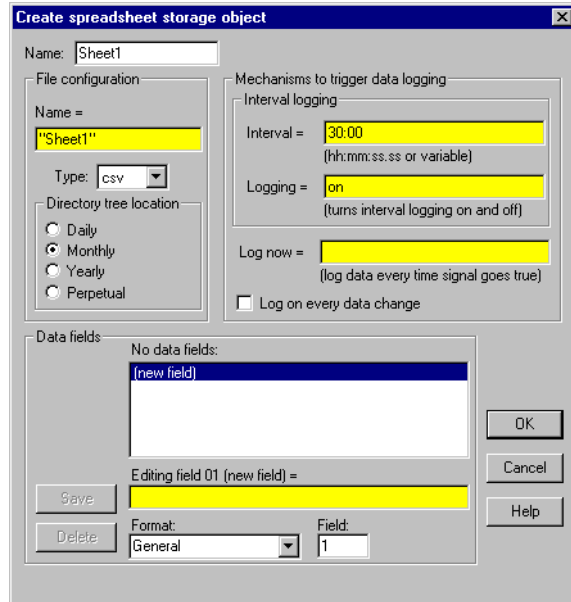 Create spreadsheet storage object
Name: Sheet1
File configuration
Name =
"Sheet1"
Type: csv
Directory tree location
Daily
Monthly
Yearly
Perpetual
Mechanisms to trigger data logging
Interval logging
Interval = 30:00
(hh:mm:ss.ss or variable)
Logging = on
(turns interval logging on and off)
Log now =
(log data every time signal goes true)
Log on every data change
Data fields
No data fields:
(new field)
Editing field 01 (new field) =
Save
Delete
Format:
General
Field:
1
OK
Cancel
Help